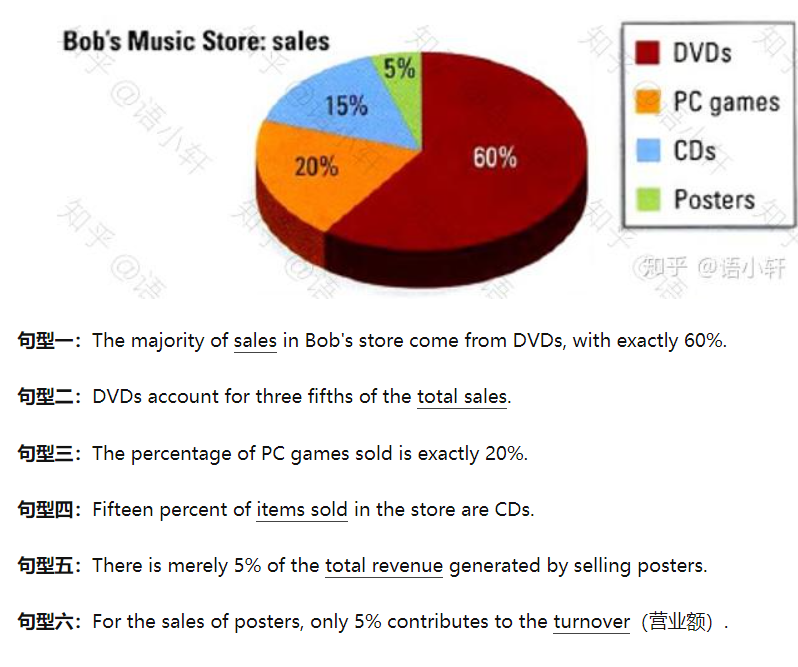 Bob's Music Store: sales
5%
15%
20%
60%
DVDs
PC games
CDs
Posters
知乎 @语小轩
句型一：The majority of sales in Bob's store come from DVDs, with exactly 60%.
句型二：DVDs account for three fifths of the total sales.
句型三：The percentage of PC games sold is exactly 20%.
句型四：Fifteen percent of items sold in the store are CDs.
句型五：There is merely 5% of the total revenue generated by selling posters.
句型六：For the sales of posters, only 5% contributes to the turnover（营业额）.